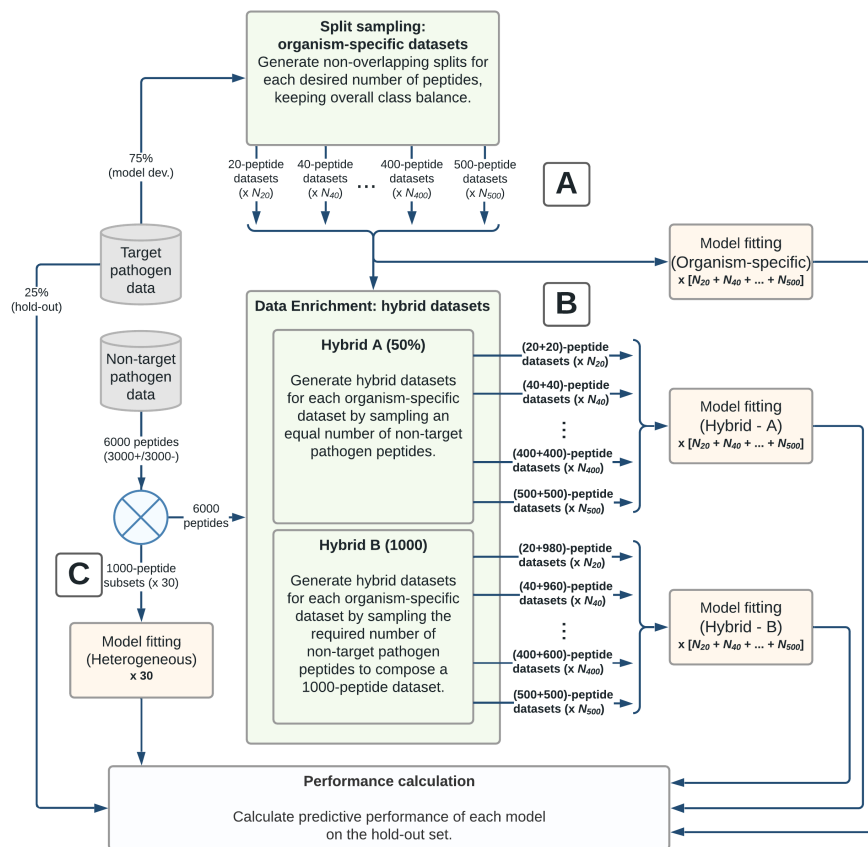 Split sampling:
organism-specific datasets
Generate non-overlapping splits for
each desired number of peptides,
keeping overall class balance.
75%
(model dev.)
20-peptide
datasets
(x N20)
40-peptide
datasets
(x N40)
...
400-peptide
datasets
(x N400)
500-peptide
datasets
(x N500)
A
Target
pathogen
data
25%
(hold-out)
Model fitting
(Organism-specific)
x [N20 + N40 + ... + N500]
Non-target
pathogen
data
6000 peptides
(3000+/3000-)
6000
peptides
C
1000-peptide
subsets (x 30)
Model fitting
(Heterogeneous)
x 30
B
Data Enrichment: hybrid datasets
Hybrid A (50%)
Generate hybrid datasets
for each organism-specific
dataset by sampling an
equal number of non-target
pathogen peptides.
(20+20)-peptide
datasets (x N20)
(40+40)-peptide
datasets (x N40)
...
(400+400)-peptide
datasets (x N400)
(500+500)-peptide
datasets (x N500)
Model fitting
(Hybrid - A)
x [N20 + N40 + ... + N500]
Hybrid B (1000)
Generate hybrid datasets
for each organism-specific
dataset by sampling the
required number of
non-target pathogen
peptides to compose a
1000-peptide dataset.
(20+980)-peptide
datasets (x N20)
(40+960)-peptide
datasets (x N40)
...
(400+600)-peptide
datasets (x N400)
(500+500)-peptide
datasets (x N500)
Model fitting
(Hybrid - B)
x [N20 + N40 + ... + N500]
Performance calculation
Calculate predictive performance of each model
on the hold-out set.